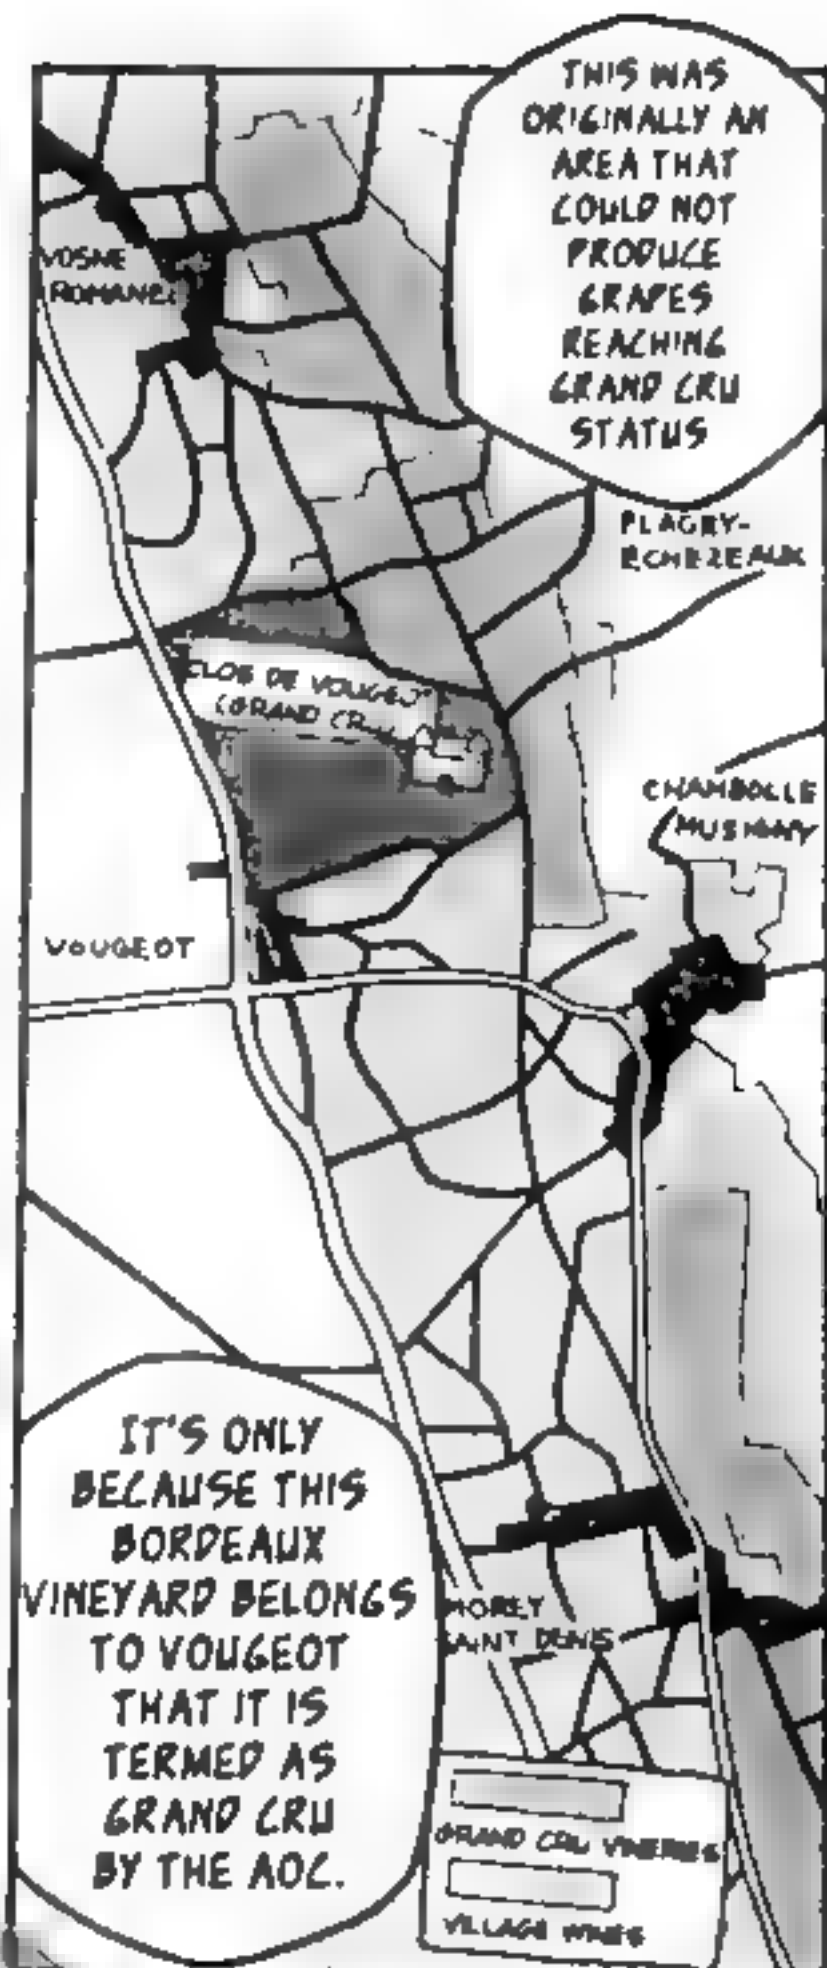 THIS WAS
ORIGINALLY AN
AREA THAT
COULD NOT
PRODUCE
GRAPES
REACHING
GRAND CRU
STATUS
VOSNE
ROMANEE
FLAGEY-
ECHEZEAUX
CLOS DE VOUGEOT
(GRAND CRU)
CHAMBOLLE
MUSIGNY
VOUGEOT
IT'S ONLY
BECAUSE THIS
BORDEAUX
VINEYARD BELONGS
TO VOUGEOT
THAT IT IS
TERMED AS
GRAND CRU
BY THE AOC.
MOREY
SAINT DENIS
GRAND CRU VINERIES
VILLAGE WINES